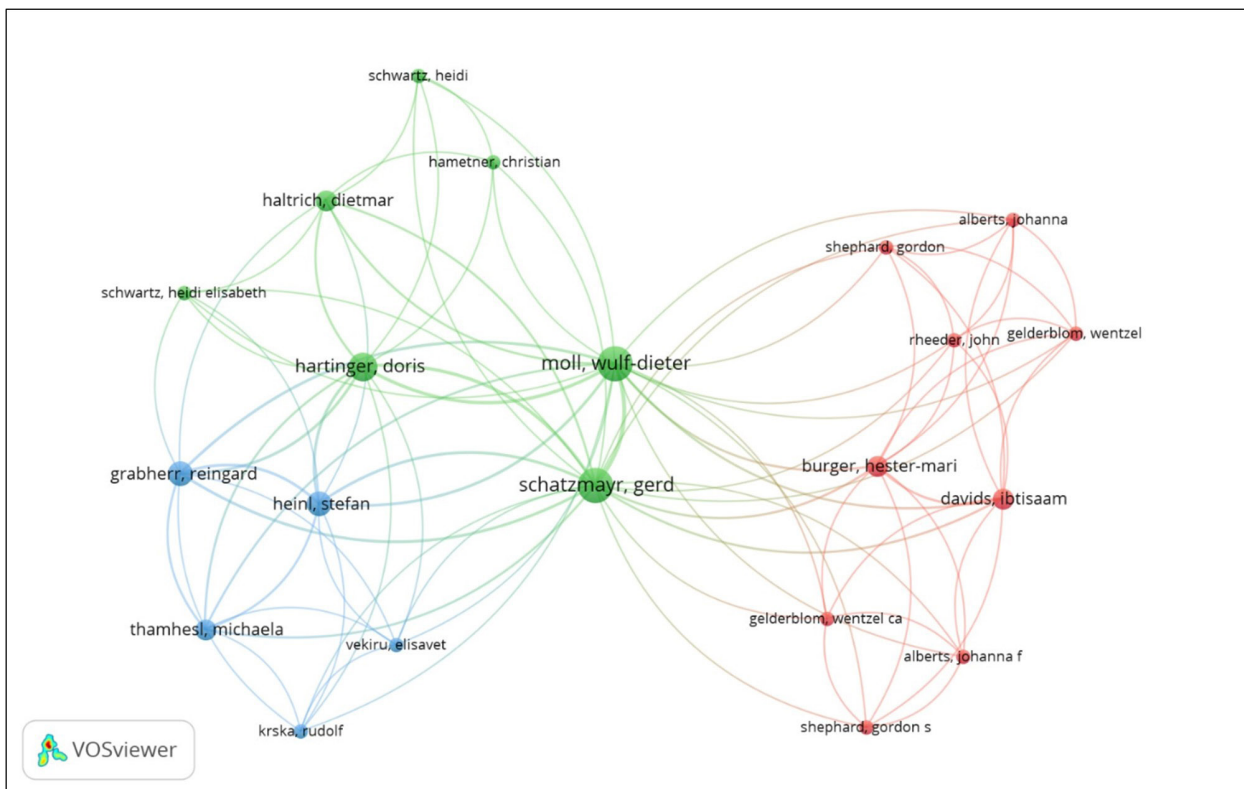 schwartz, heidi
hametner, christian
haltrich, dietmar
alberts, johanna
shephard, gordon
schwartz, heidi elisabeth
rheeder, john
gelderblom, wentzel
hartinger, doris
moll, wulf-dieter
grabherr, reingard
burger, hester-mari
schatzmayr, gerd
heinl, stefan
davids, ibtisaam
gelderblom, wentzel ca
thamhesl, michaela
vekiru, elisavet
alberts, johanna f
shephard, gordon s
krska, rudolf
VOSviewer